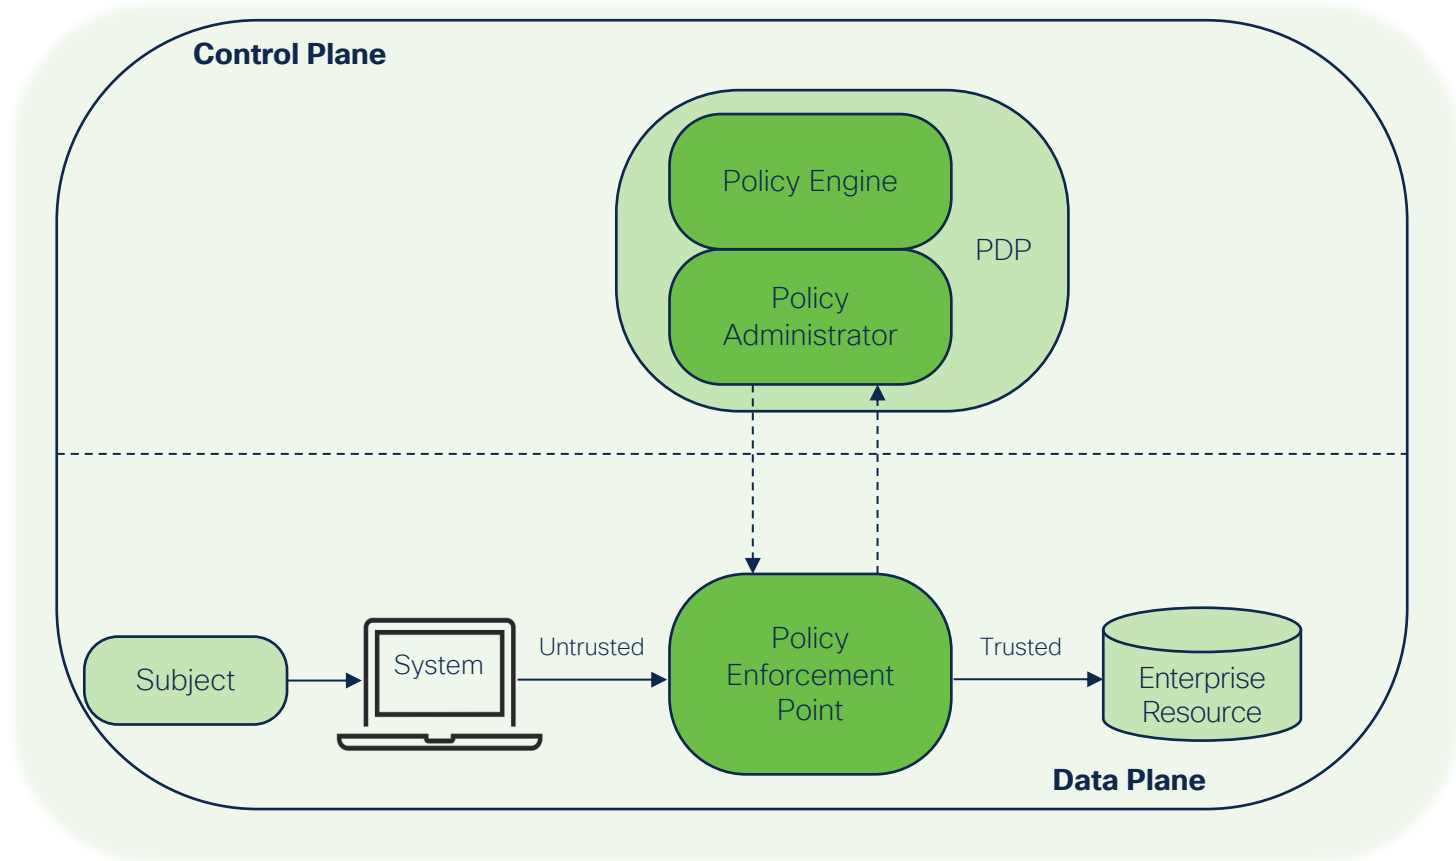 Control Plane
Policy Engine
PDP
Policy
Administrator
Subject
System
Untrusted
Policy
Enforcement
Point
Trusted
Enterprise
Resource
Data Plane